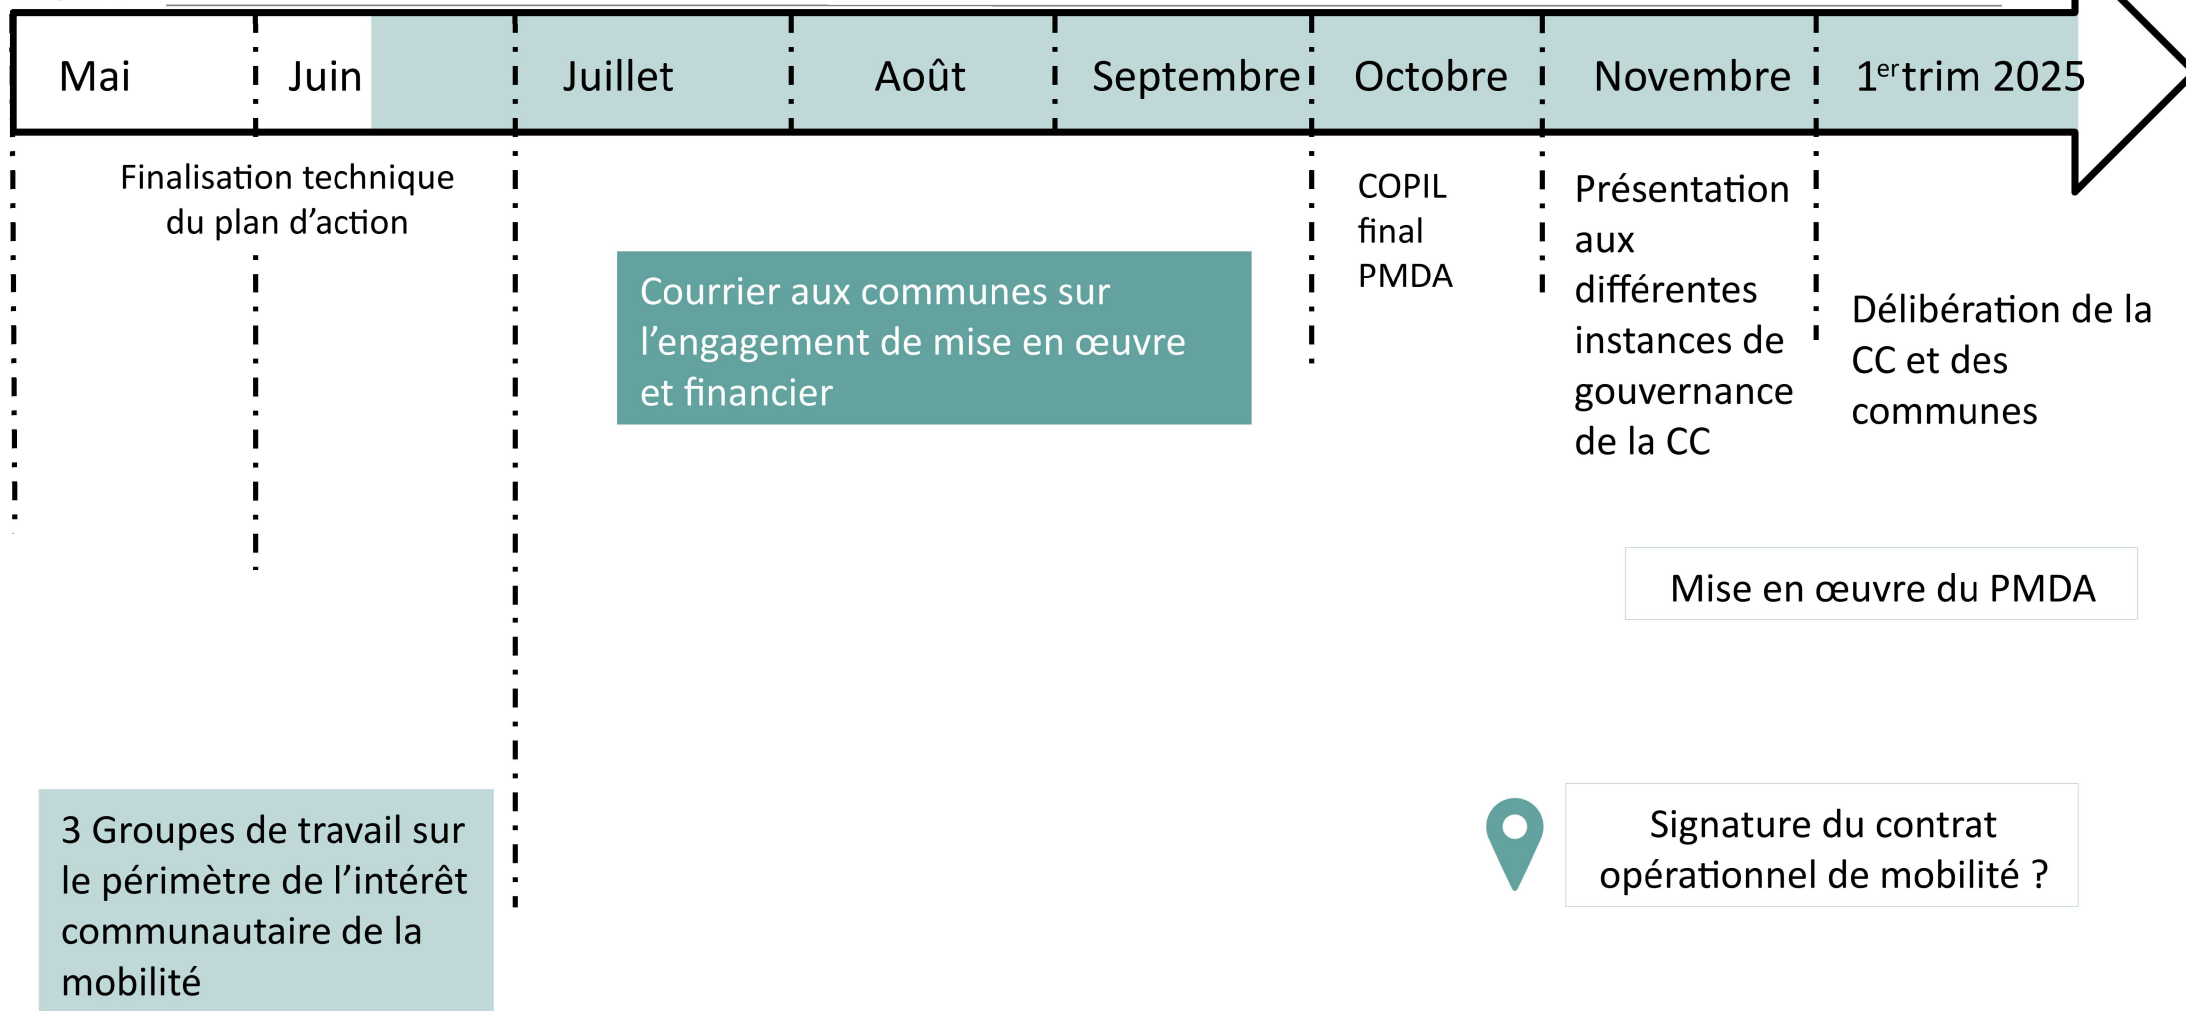 Mai
Juin
Juillet
Août
Septembre
Octobre
Novembre
1er trim 2025
Finalisation technique
du plan d’action
Courrier aux communes sur
l’engagement de mise en œuvre
et financier
COPIL
final
PMDA
Présentation
aux
différentes
instances de
gouvernance
de la CC
Délibération de la
CC et des
communes
Mise en œuvre du PMDA
3 Groupes de travail sur
le périmètre de l’intérêt
communautaire de la
mobilité
Signature du contrat
opérationnel de mobilité ?